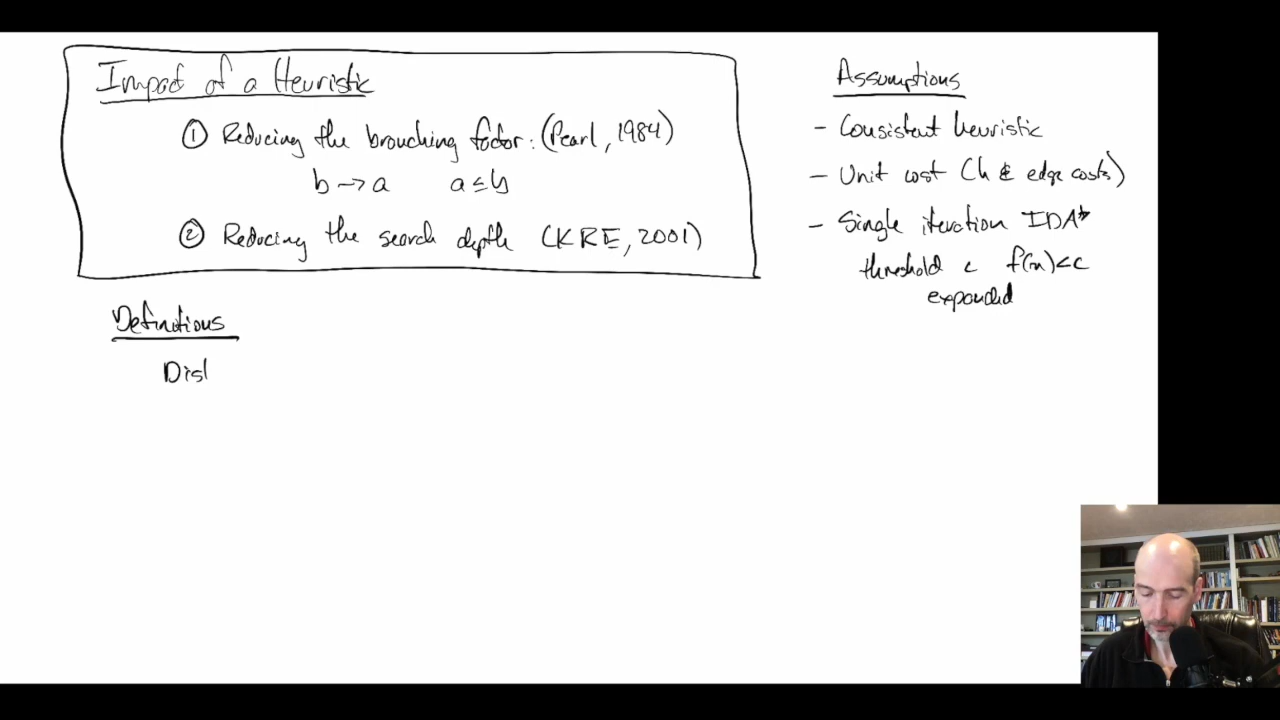 Impact of a Heuristic
① Reducing the branching factor: (Pearl, 1984)
b → a a ≤ b
② Reducing the search depth (KRE, 2001)
Definitions
Dist
Assumptions
- Consistent heuristic
- Unit cost (h & edge costs)
- Single iteration IDA*
threshold c f(n)<c
expanded